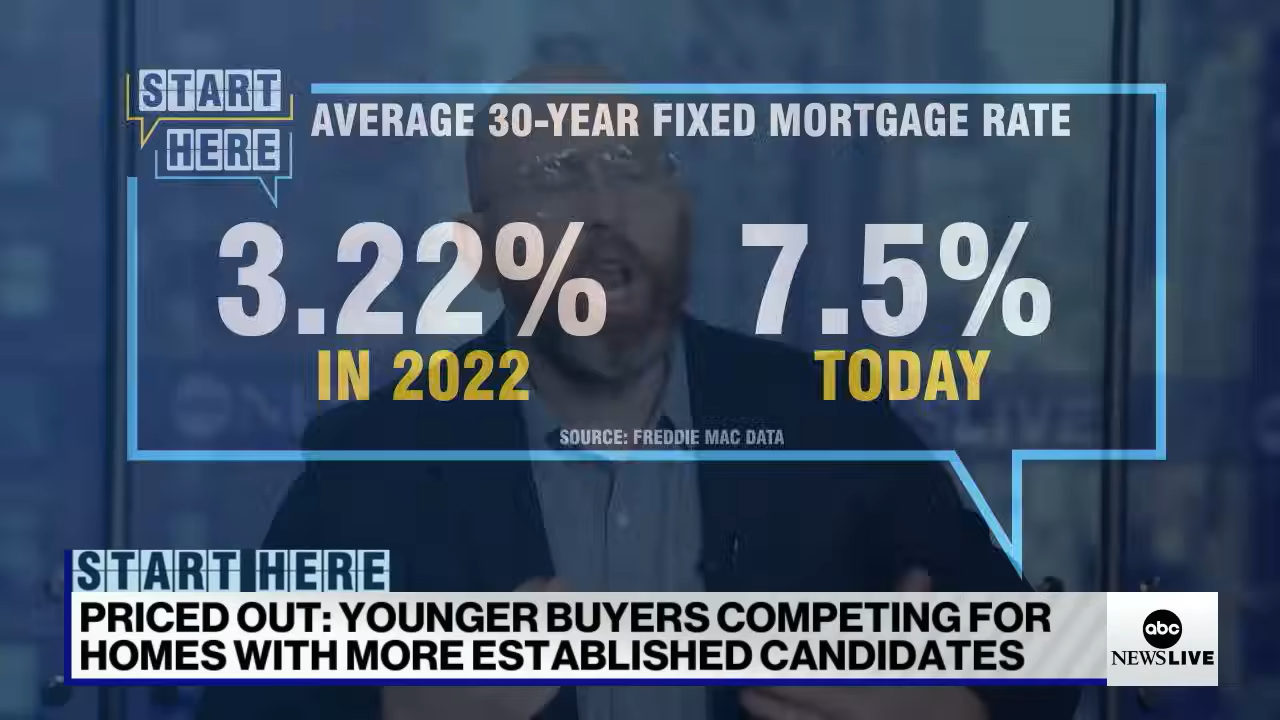 START
HERE
AVERAGE 30-YEAR FIXED MORTGAGE RATE
3.22%
IN 2022
7.5%
TODAY
SOURCE: FREDDIE MAC DATA
START HERE
PRICED OUT: YOUNGER BUYERS COMPETING FOR
HOMES WITH MORE ESTABLISHED CANDIDATES
abc
NEWSLIVE